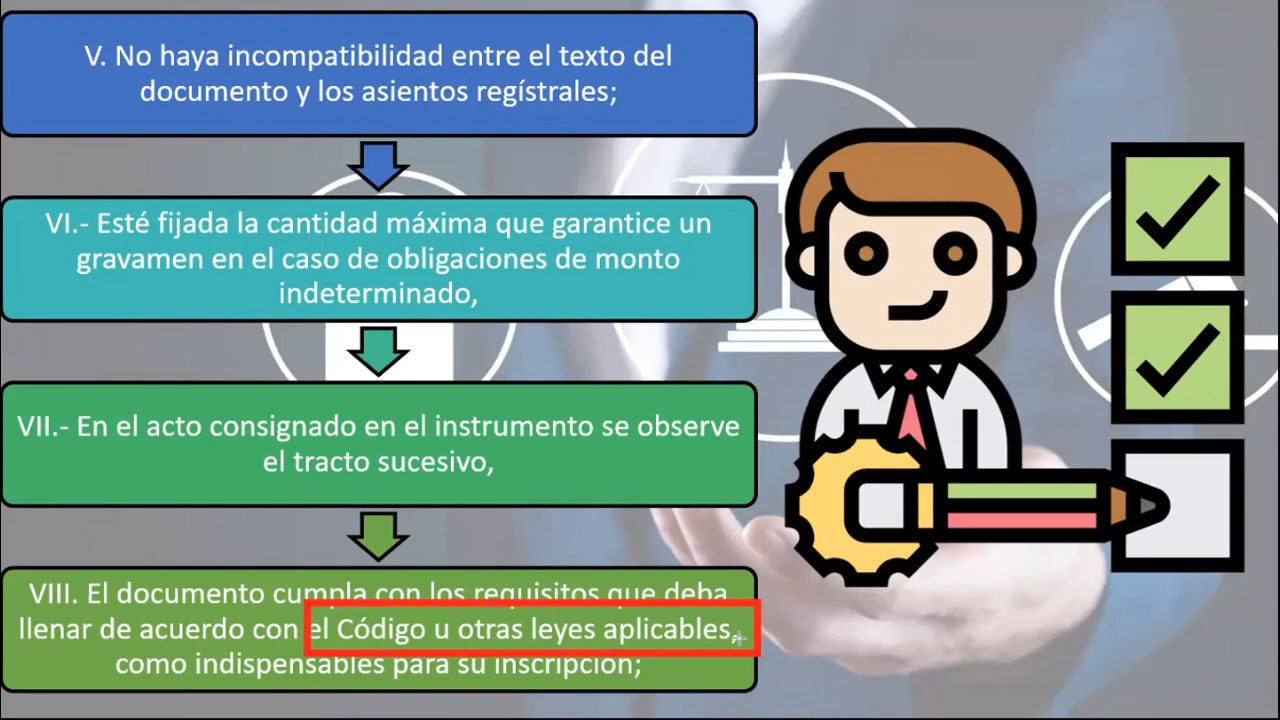 V. No haya incompatibilidad entre el texto del
documento y los asientos regístrales;
VI.- Esté fijada la cantidad máxima que garantice un
gravamen en el caso de obligaciones de monto
indeterminado,
VII.- En el acto consignado en el instrumento se observe
el tracto sucesivo,
VIII. El documento cumpla con los requisitos que deba
llenar de acuerdo con el Código u otras leyes aplicables,
como indispensables para su inscripción;